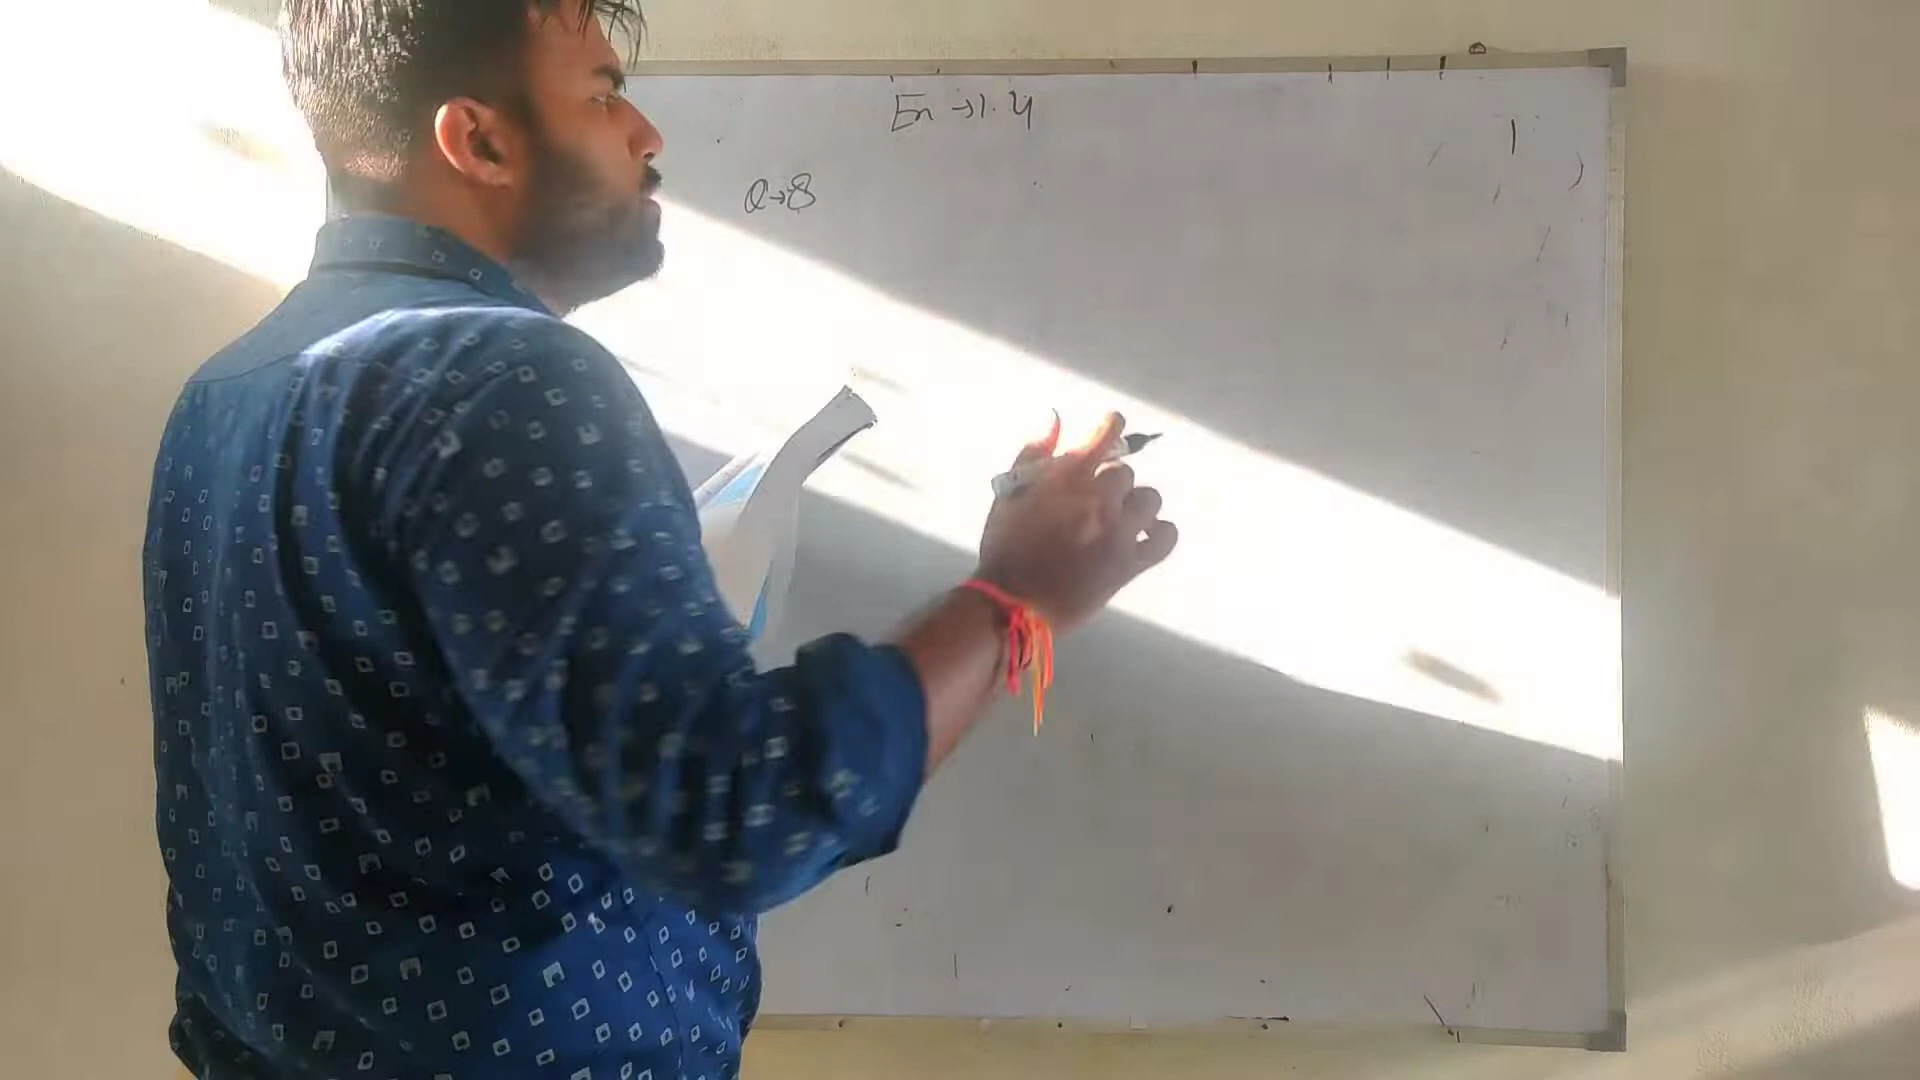 Ex → 1.4
Q → 8